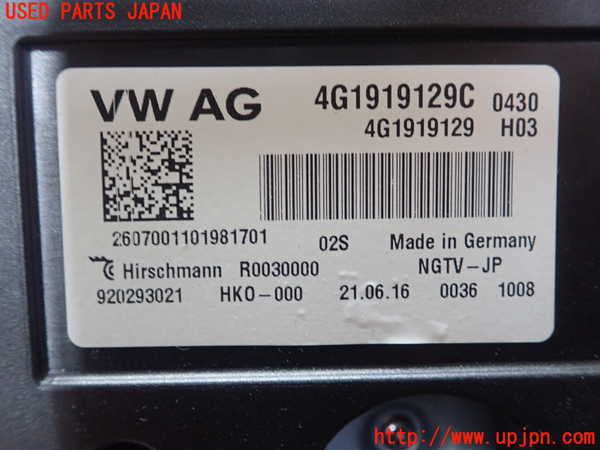 USED PARTS JAPAN
VW AG 4G1919129C 0430
4G1919129 H03
2607001101981701 02S Made in Germany
Hirschmann R0030000 NGTV-JP
920293021 HKO-000 21.06.16 0036 1008
http://www.upjpn.com